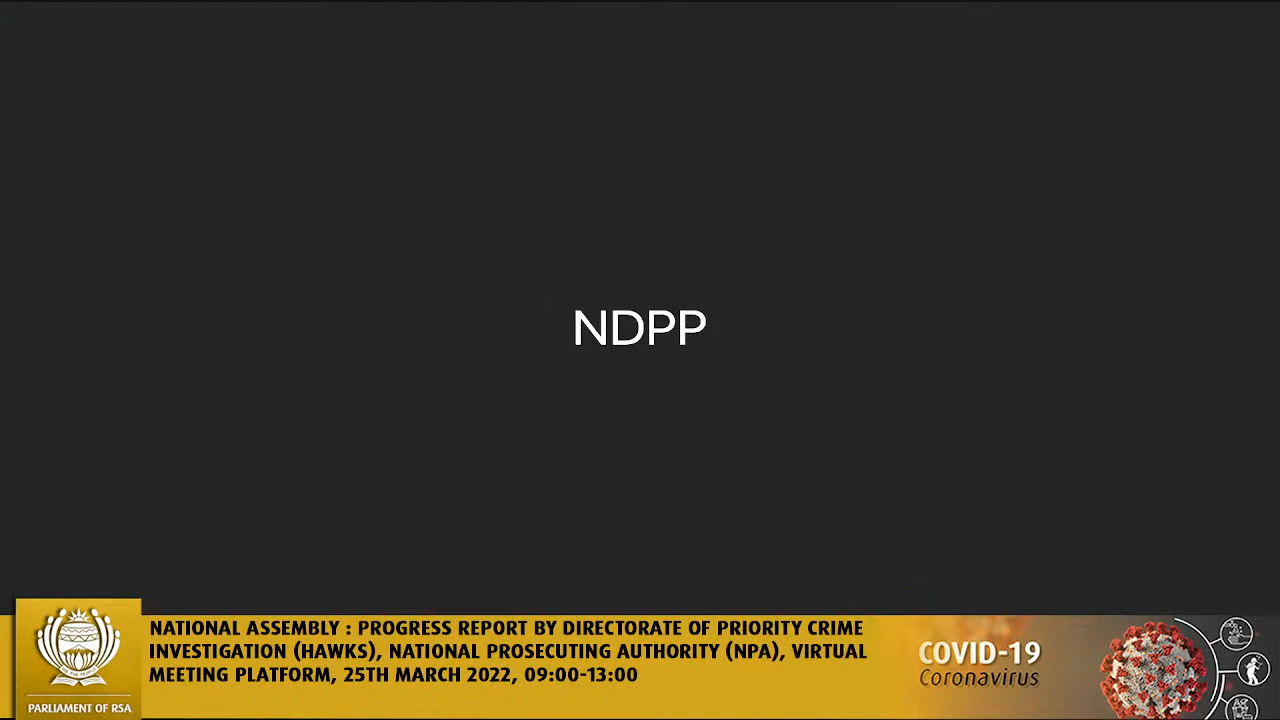 NDPP
NATIONAL ASSEMBLY : PROGRESS REPORT BY DIRECTORATE OF PRIORITY CRIME
INVESTIGATION (HAWKS), NATIONAL PROSECUTING AUTHORITY (NPA), VIRTUAL
MEETING PLATFORM, 25TH MARCH 2022, 09:00-13:00
PARLIAMENT OF RSA
COVID-19
Coronavirus